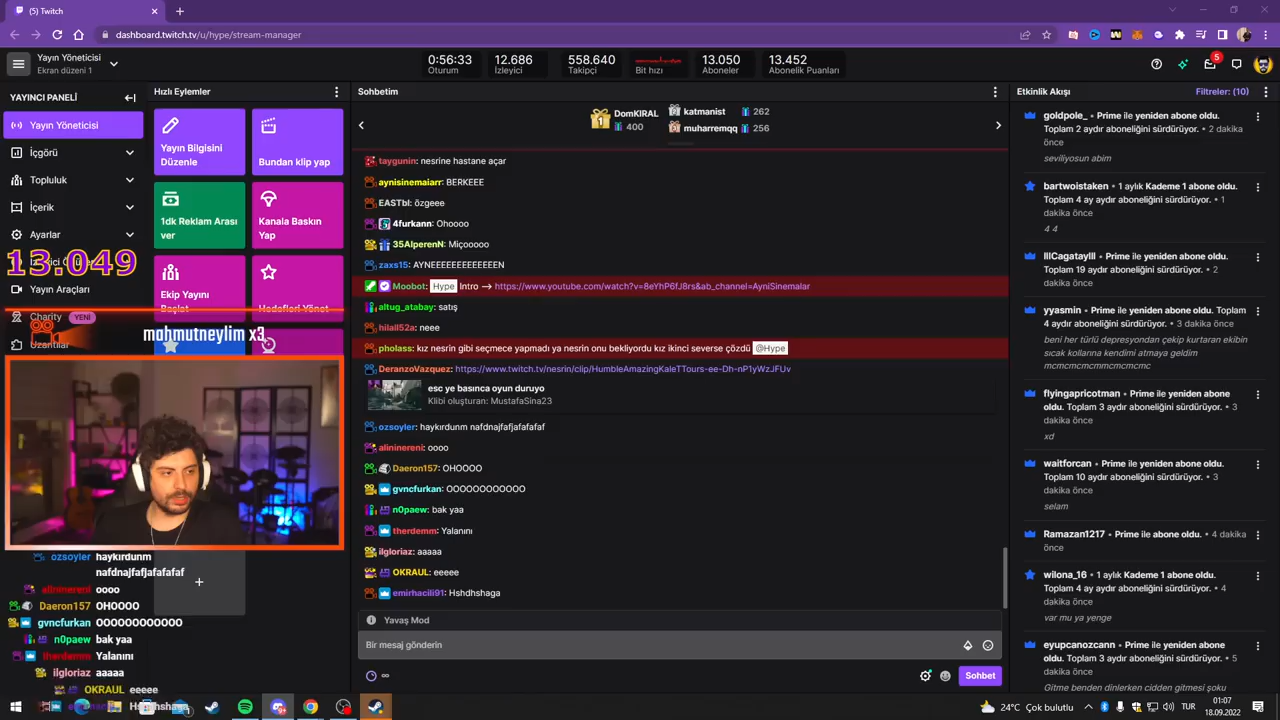 (5) Twitch
dashboard.twitch.tv/u/hype/stream-manager
Yayın Yöneticisi
Ekran düzeni 1
0:56:33
Oturum
12.686
İzleyici
558.640
Takipçi
Bit hızı
13.050
Aboneler
13.452
Abonelik Puanları
5
YAYINCI PANELİ
Yayın Yöneticisi
İçgörü
Topluluk
İçerik
Ayarlar
13.049
Yayın Araçları
Charity YENİ
mahmutneylim x3
Uzantılar
Hızlı Eylemler
Yayın Bilgisini
Düzenle
Bundan klip yap
1dk Reklam Arası
ver
Kanala Baskın
Yap
Ekip Yayını
Başlat
Hedefleri Yönet
ozsoyler haykırdunm
nafdnajfafjafafafaf
alininereni
oooo
Daeron157 OHOOOO
gvncfurkan OOOOOOOOOOOO
n0paew bak yaa
therdemm Yalanını
ilgloriaz aaaaa
OKRAUL eeeee
Hshdhshaga
Sohbetim
1
DomKIRAL
400
2 katmanist 262
3 muharremqq 256
taygunin: nesrine hastane açar
aynisinemaiarr: BERKEEE
EASTbl: özgeee
4furkann: Ohoooo
35AlperenN: Miçooooo
zaxs15: AYNEEEEEEEEEEEEN
Moobot: Hype Intro --> https://www.youtube.com/watch?v=8eYhP6fJ8rs&ab_channel=AyniSinemalar
altug_atabay: satış
hilall52a: neee
pholass: kız nesrin gibi seçmece yapmadı ya nesrin onu bekliyordu kız ikinci severse çözdü @Hype
DeranzoVazquez: https://www.twitch.tv/nesrin/clip/HumbleAmazingKaleTTours-ee-Dh-nP1yWzJFUv
esc ye basınca oyun duruyo
Klibi oluşturan: MustafaSina23
ozsoyler: haykırdunm nafdnajfafjafafafaf
alininereni: oooo
Daeron157: OHOOOO
gvncfurkan: OOOOOOOOOOOO
n0paew: bak yaa
therdemm: Yalanını
ilgloriaz: aaaaa
OKRAUL: eeeee
emirhacili91: Hshdhshaga
Yavaş Mod
Bir mesaj gönderin
∞
Sohbet
Etkinlik Akışı
Filtreler: (10)
goldpole_ • Prime ile yeniden abone oldu.
Toplam 2 aydır aboneliğini sürdürüyor. • 2 dakika
önce
seviliyosun abim
bartwoistaken • 1 aylık Kademe 1 abone oldu.
Toplam 4 ay aydır aboneliğini sürdürüyor. • 1
dakika önce
4 4
lllCagataylll • Prime ile yeniden abone oldu.
Toplam 19 aydır aboneliğini sürdürüyor. • 2
dakika önce
yyasmin • Prime ile yeniden abone oldu. Toplam
4 aydır aboneliğini sürdürüyor. • 3 dakika önce
beni her türlü depresyondan çekip kurtaran ekibin
sıcak kollarına kendimi atmaya geldim
mcmcmcmcmmcmcmcmc
flyingapricotman • Prime ile yeniden abone
oldu. Toplam 3 aydır aboneliğini sürdürüyor. • 3
dakika önce
xd
waitforcan • Prime ile yeniden abone oldu.
Toplam 10 aydır aboneliğini sürdürüyor. • 3
dakika önce
selam
Ramazan1217 • Prime ile abone oldu. • 4 dakika
önce
wilona_16 • 1 aylık Kademe 1 abone oldu.
Toplam 4 ay aydır aboneliğini sürdürüyor. • 4
dakika önce
var mu ya yenge
eyupcanozcann • Prime ile yeniden abone
oldu. Toplam 3 aydır aboneliğini sürdürüyor. • 5
dakika önce
Gitme benden dinlerken cidden gitmesi şoku
24°C Çok bulutlu
TUR
01:07
18.09.2022